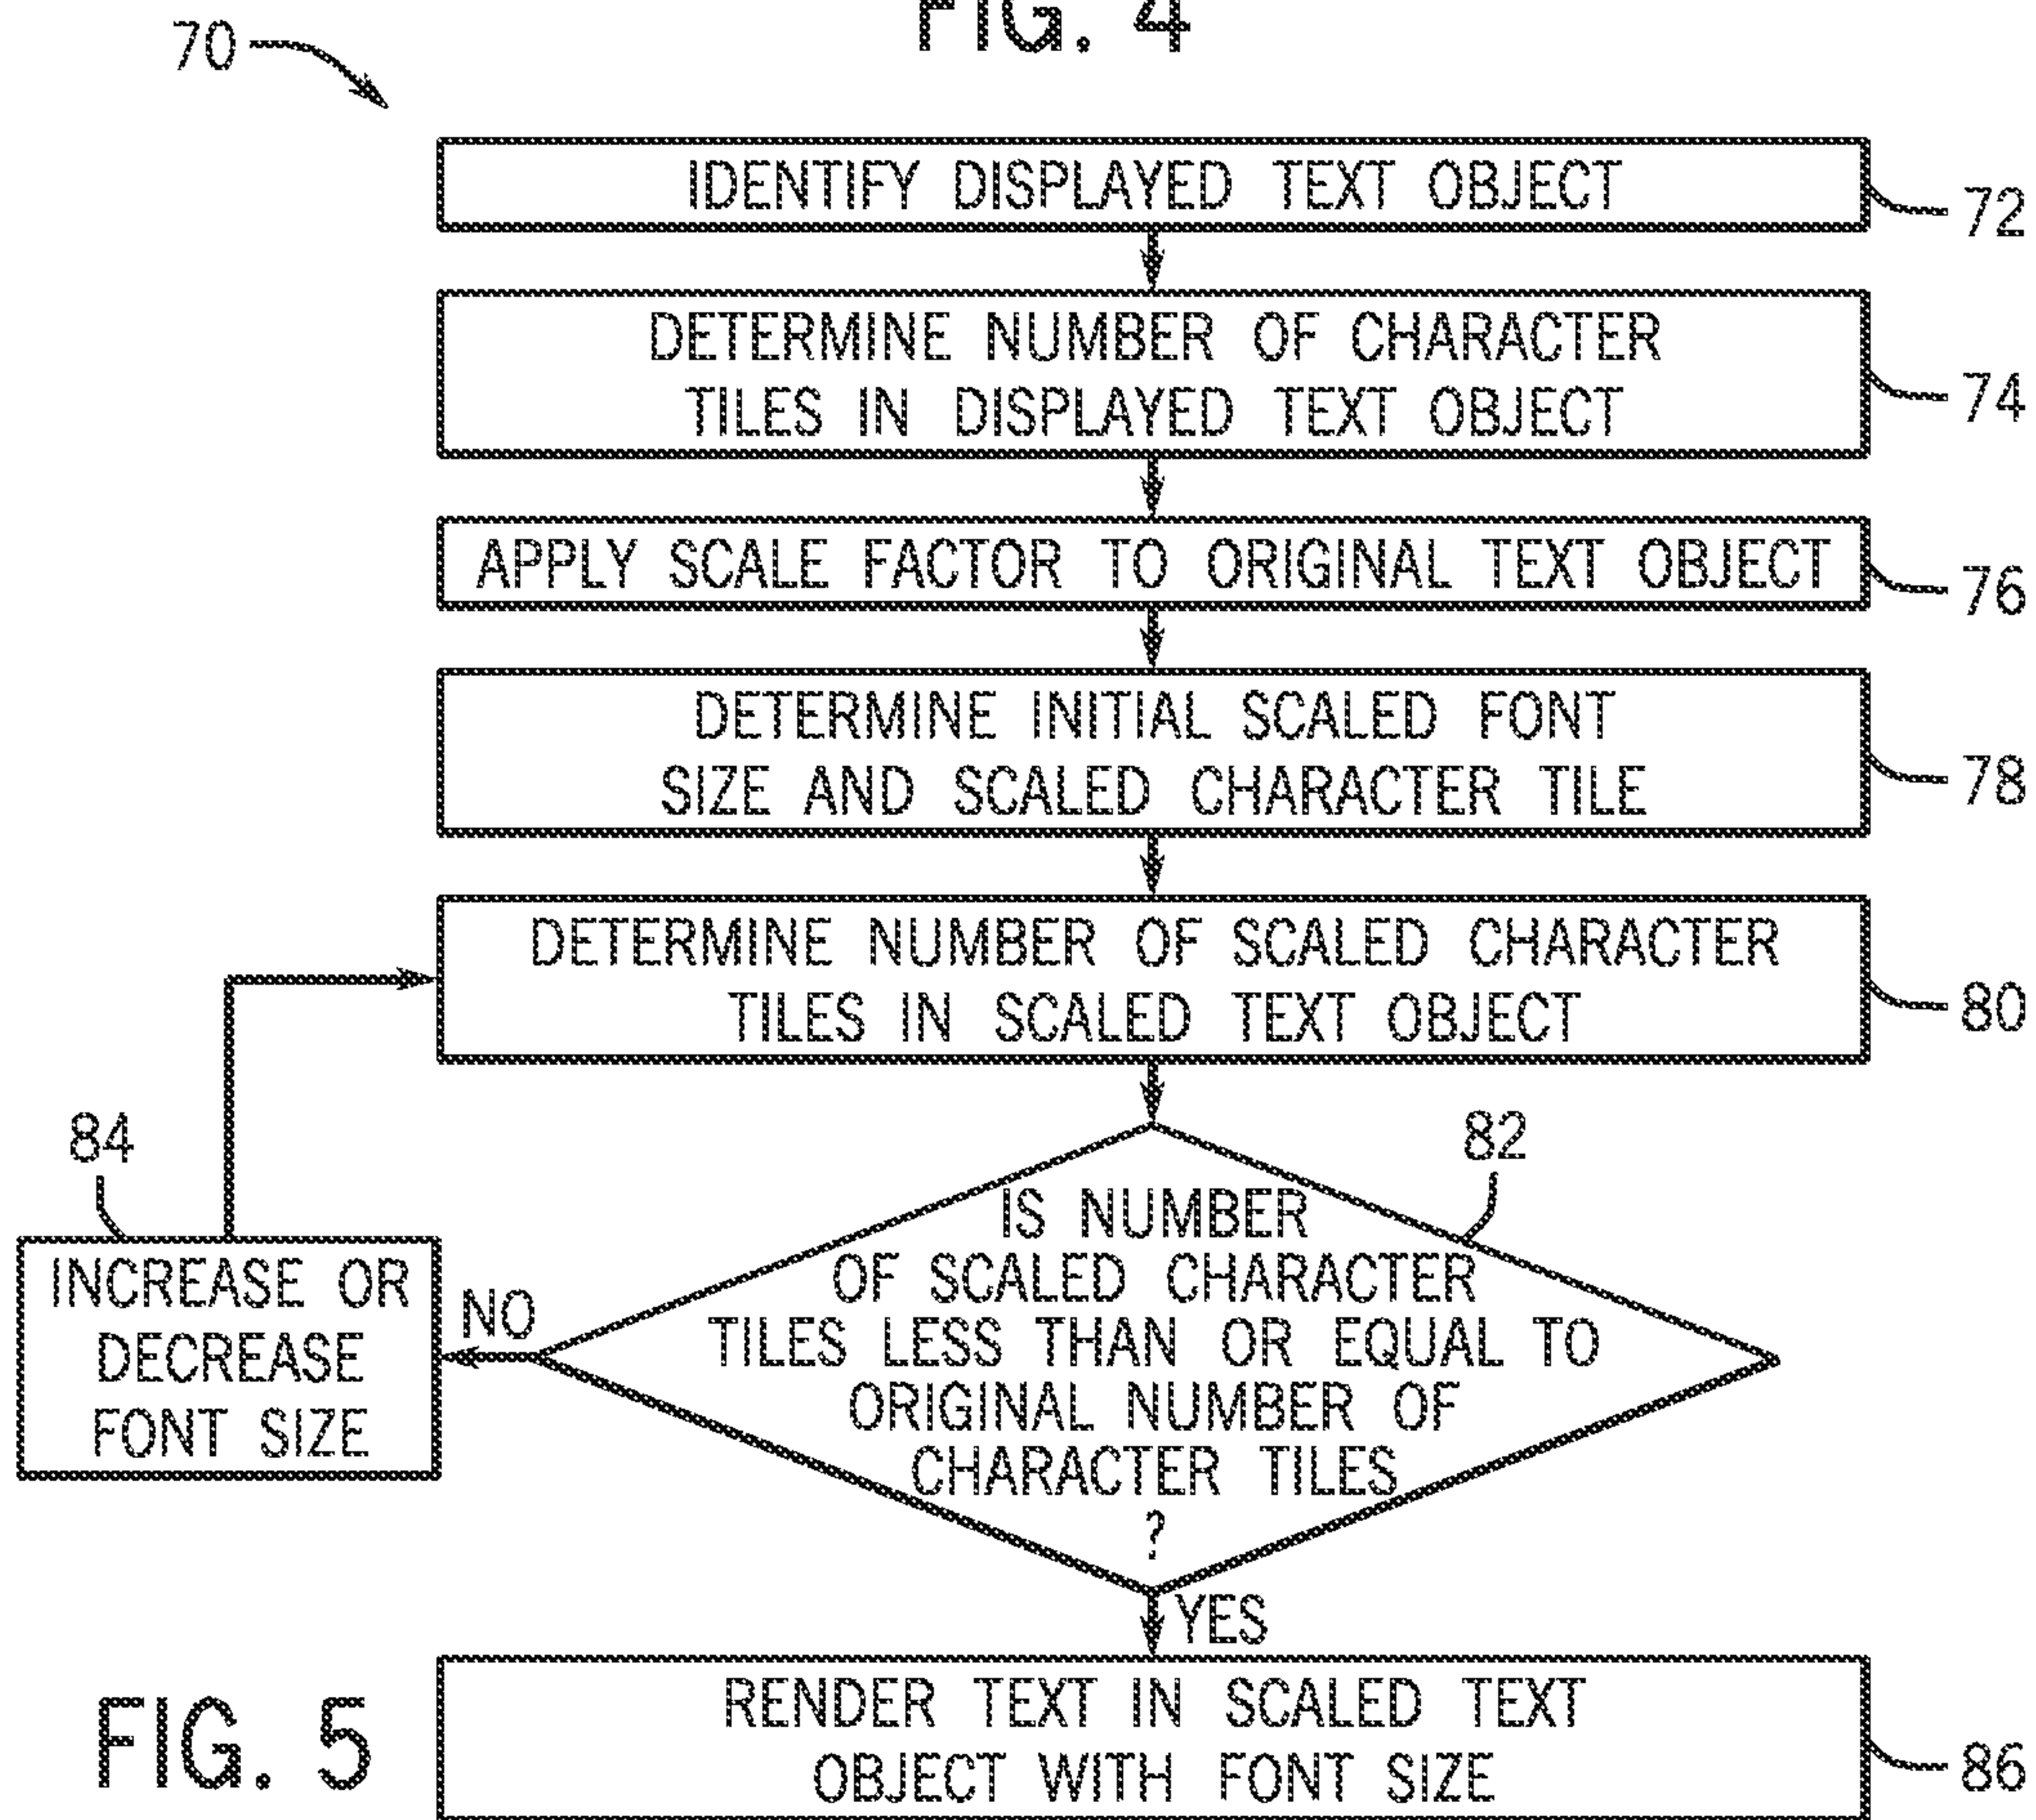 FIG. 4
70
IDENTIFY DISPLAYED TEXT OBJECT
72
DETERMINE NUMBER OF CHARACTER
TILES IN DISPLAYED TEXT OBJECT
74
APPLY SCALE FACTOR TO ORIGINAL TEXT OBJECT
76
DETERMINE INITIAL SCALED FONT
SIZE AND SCALED CHARACTER TILE
78
DETERMINE NUMBER OF SCALED CHARACTER
TILES IN SCALED TEXT OBJECT
80
82
IS NUMBER
OF SCALED CHARACTER
TILES LESS THAN OR EQUAL TO
ORIGINAL NUMBER OF
CHARACTER TILES
?
NO
84
INCREASE OR
DECREASE
FONT SIZE
YES
RENDER TEXT IN SCALED TEXT
OBJECT WITH FONT SIZE
86
FIG. 5